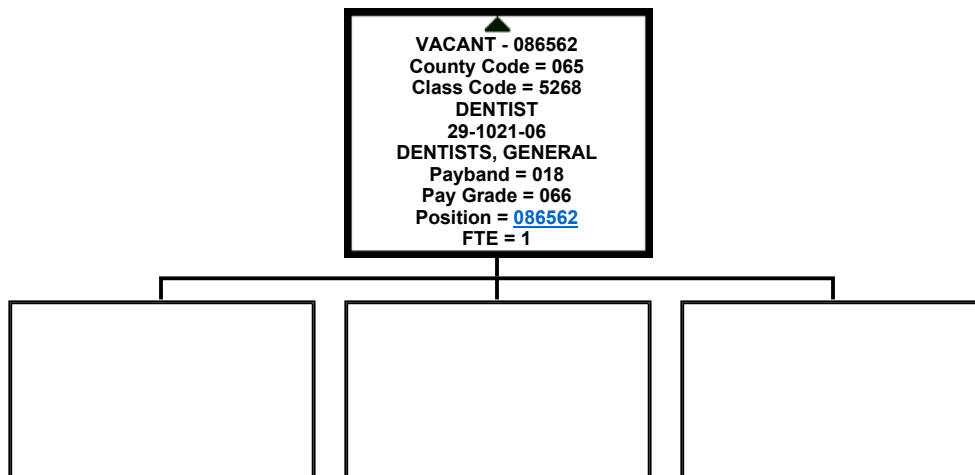 VACANT - 086562
County Code = 065
Class Code = 5268
DENTIST
29-1021-06
DENTISTS, GENERAL
Payband = 018
Pay Grade = 066
Position = 086562
FTE = 1